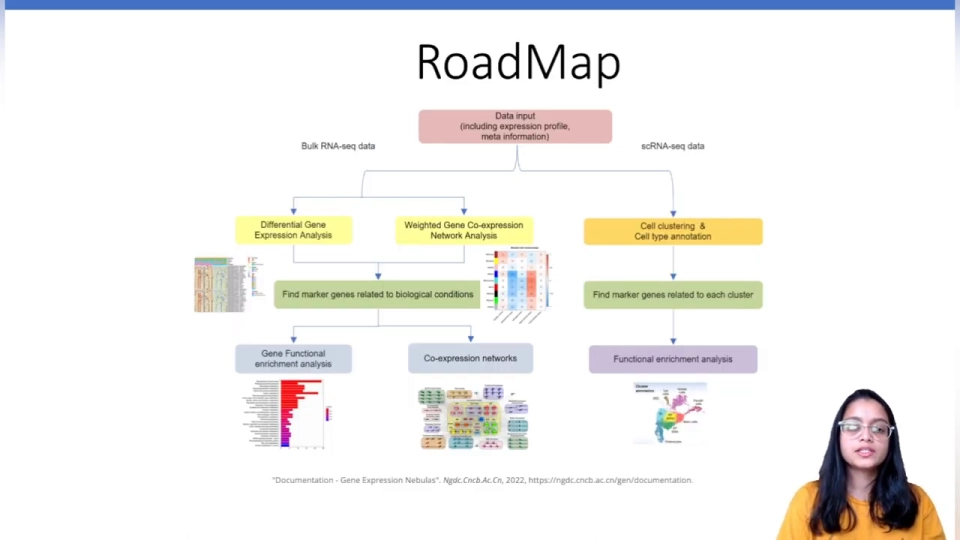 RoadMap
Data input
(including expression profile,
meta information)
Bulk RNA-seq data
scRNA-seq data
Differential Gene
Expression Analysis
Weighted Gene Co-expression
Network Analysis
Cell clustering &
Cell type annotation
Find marker genes related to biological conditions
Find marker genes related to each cluster
Gene Functional
enrichment analysis
Co-expression networks
Functional enrichment analysis
"Documentation - Gene Expression Nebulas". Ngdc.Cncb.Ac.Cn, 2022, https://ngdc.cncb.ac.cn/gen/documentation.